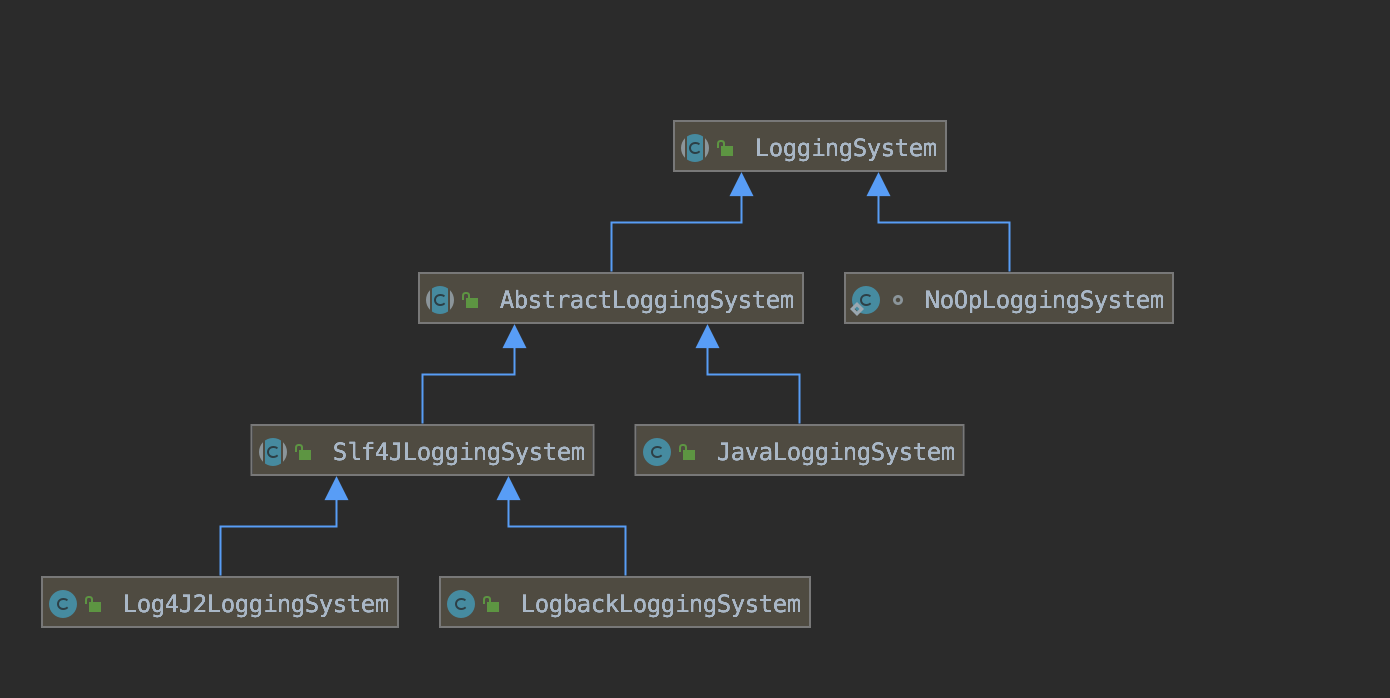 LoggingSystem
AbstractLoggingSystem
NoOpLoggingSystem
Slf4JLoggingSystem
JavaLoggingSystem
Log4J2LoggingSystem
LogbackLoggingSystem